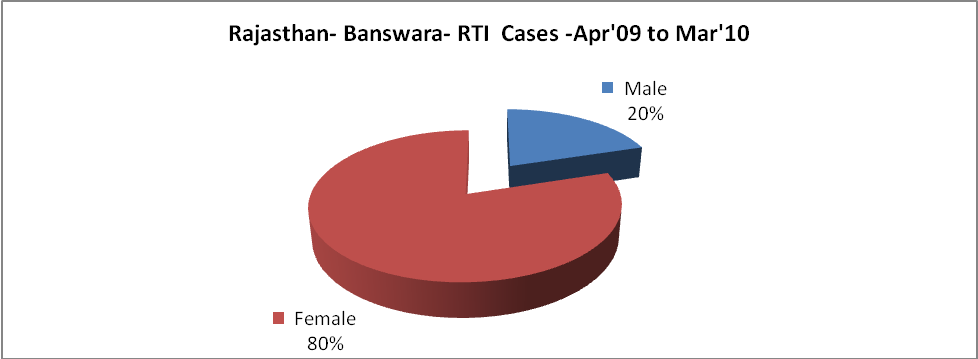 Rajasthan- Banswara- RTI  Cases -Apr'09 to Mar'10
Male
20%
Female
80%